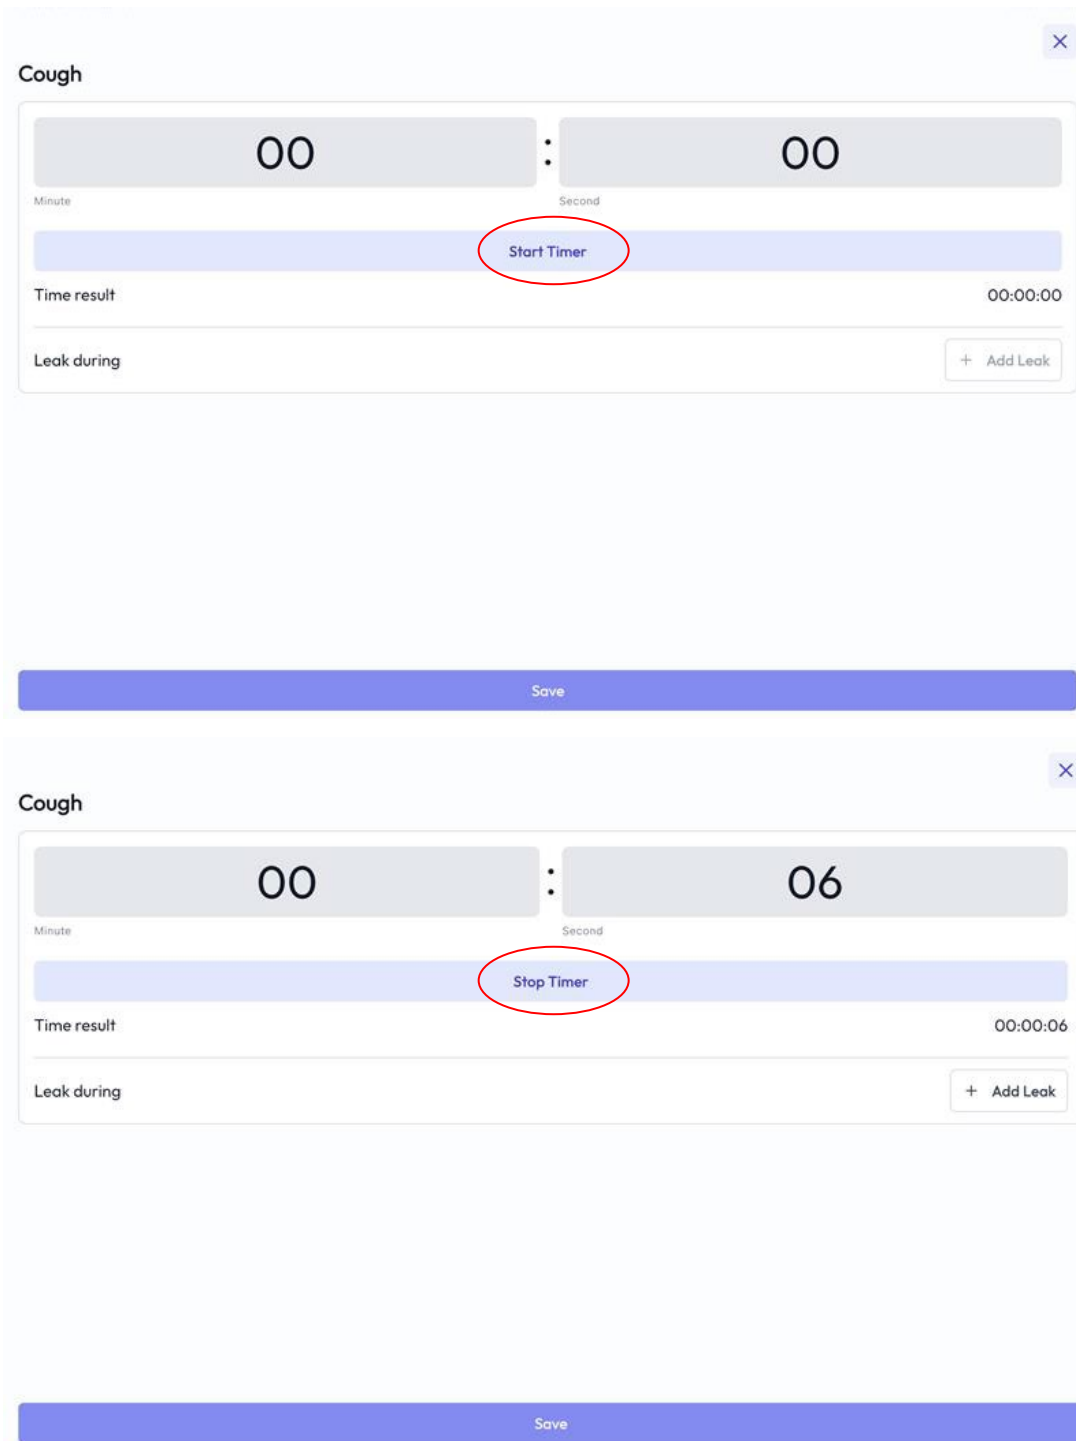 Cough
00 : 00
Minute Second
Start Timer
Time result 00:00:00
Leak during + Add Leak
Save
Cough
00 : 06
Minute Second
Stop Timer
Time result 00:00:06
Leak during + Add Leak
Save